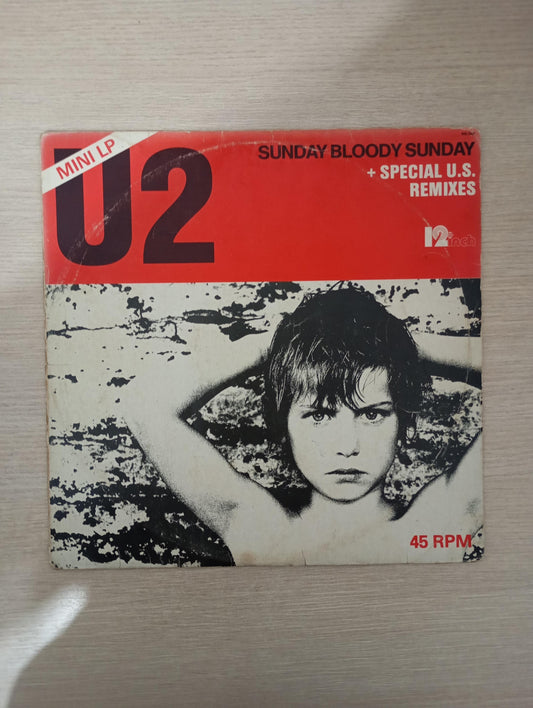 MINI LP
U2
SUNDAY BLOODY SUNDAY
+ SPECIAL U.S.
REMIXES
12 inch
45 RPM